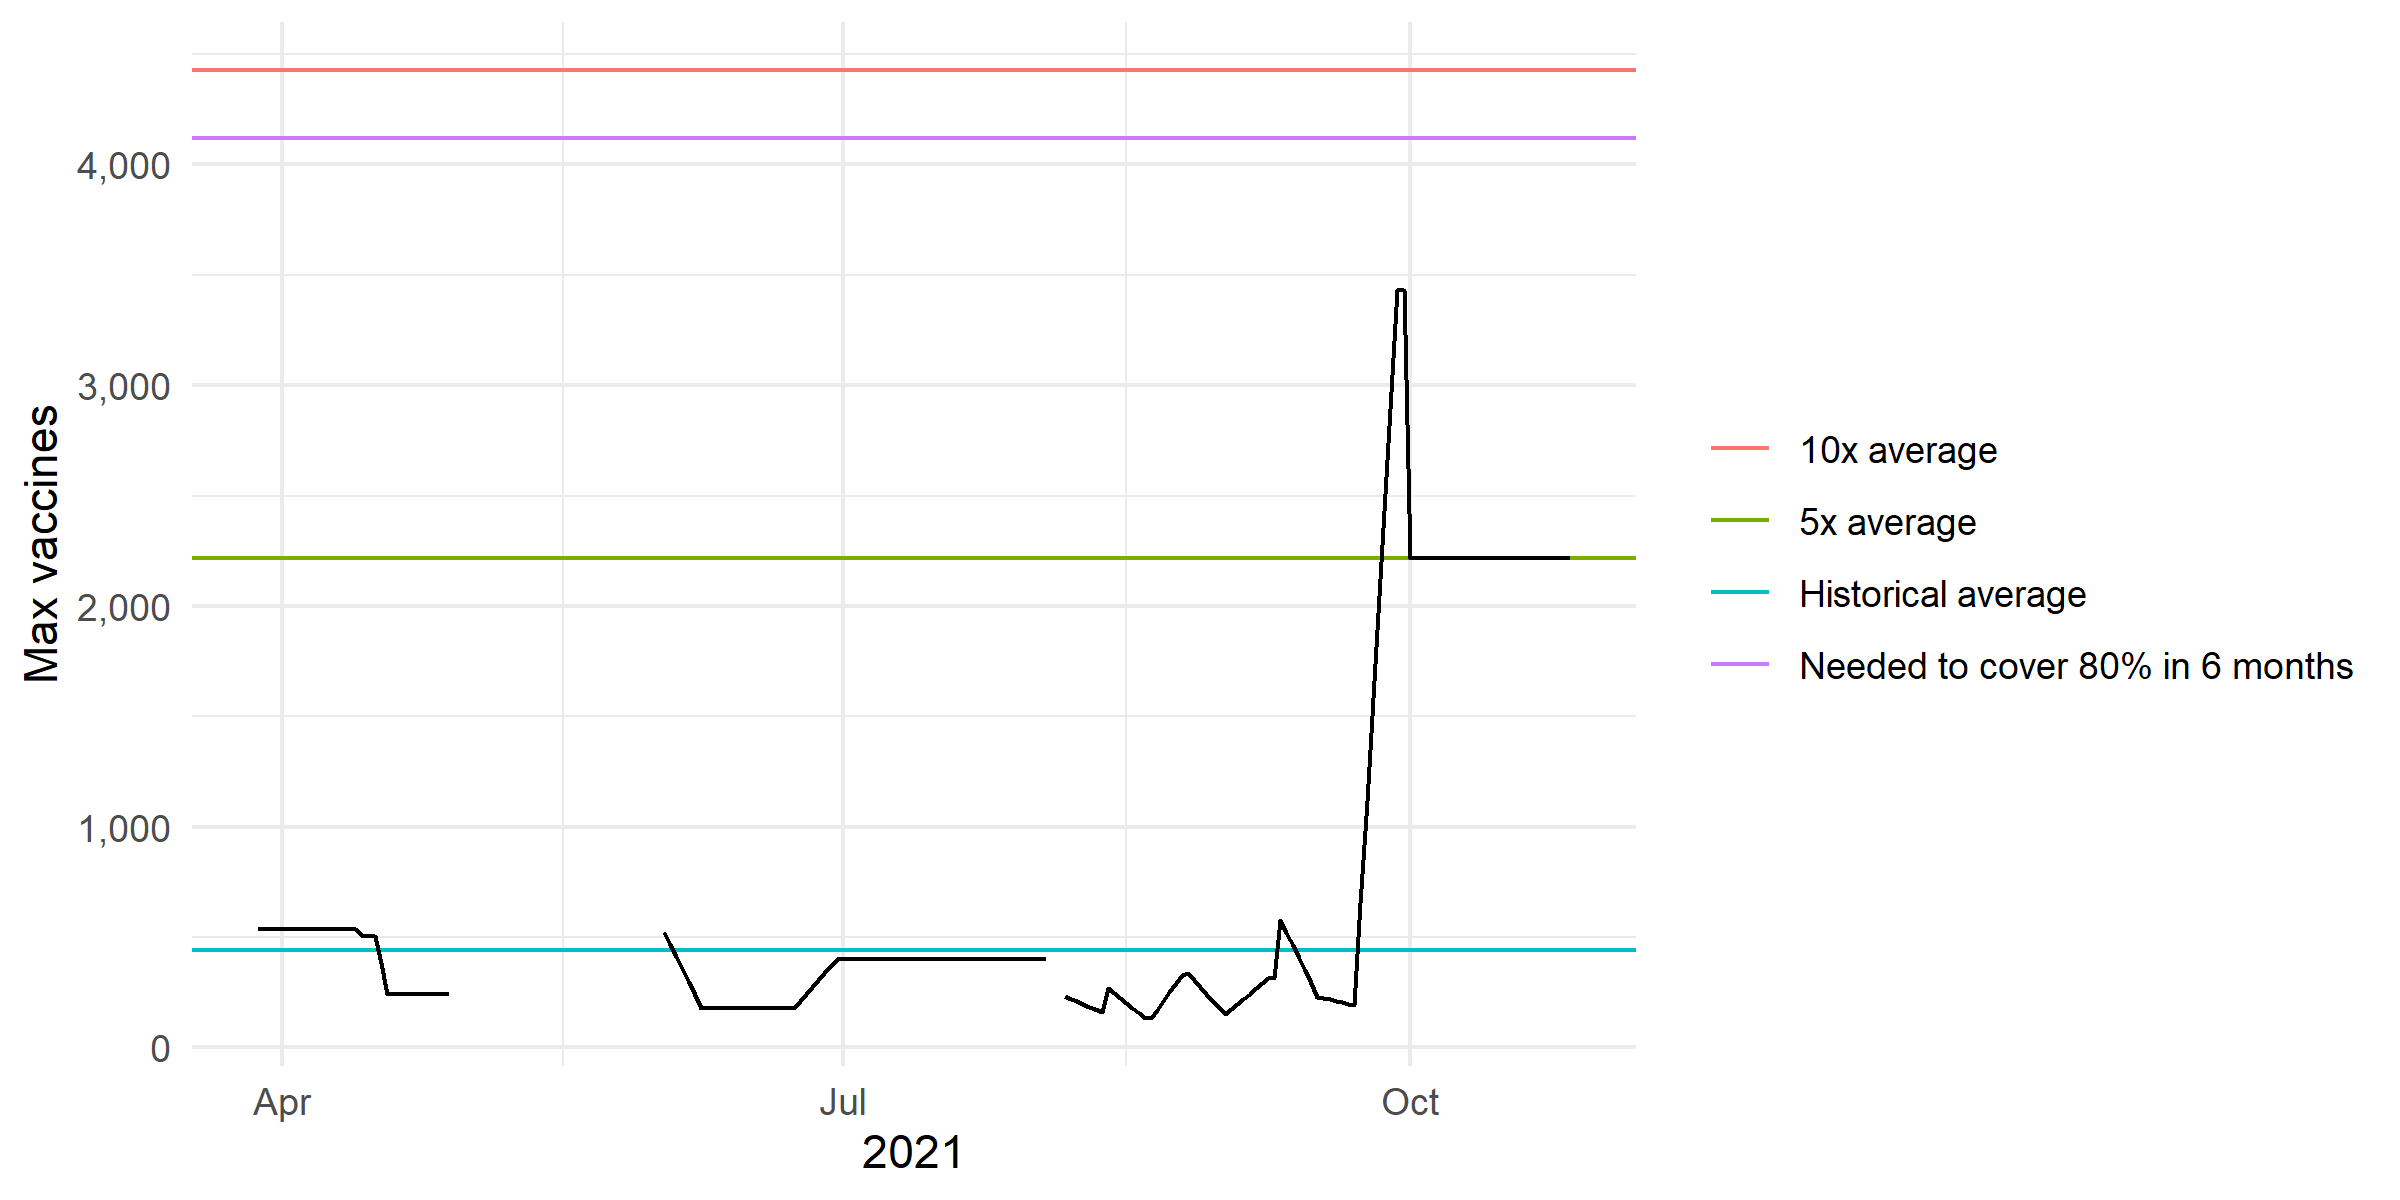 Max vaccines
4,000
3,000
2,000
1,000
0
Apr
Jul
Oct
2021
10x average
5x average
Historical average
Needed to cover 80% in 6 months